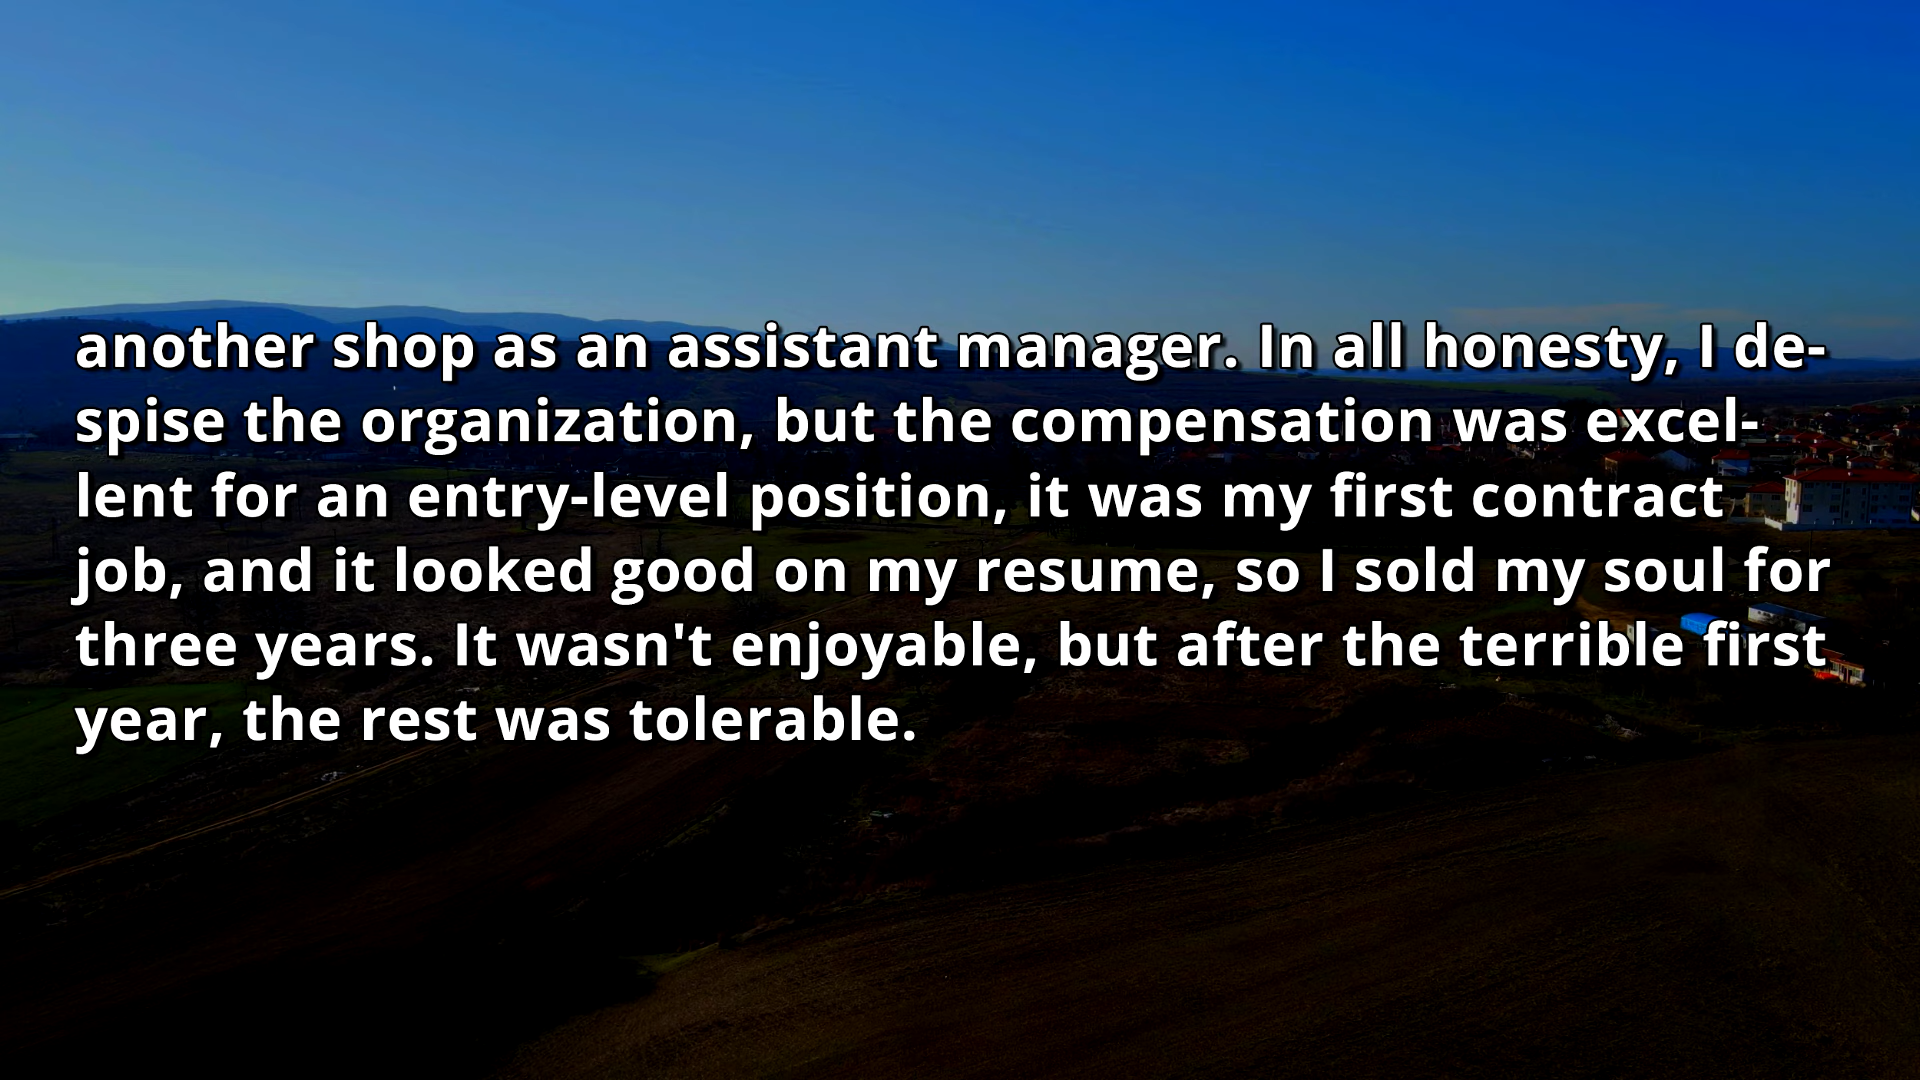 another shop as an assistant manager. In all honesty, I de-
spise the organization, but the compensation was excel-
lent for an entry-level position, it was my first contract
job, and it looked good on my resume, so I sold my soul for
three years. It wasn't enjoyable, but after the terrible first
year, the rest was tolerable.